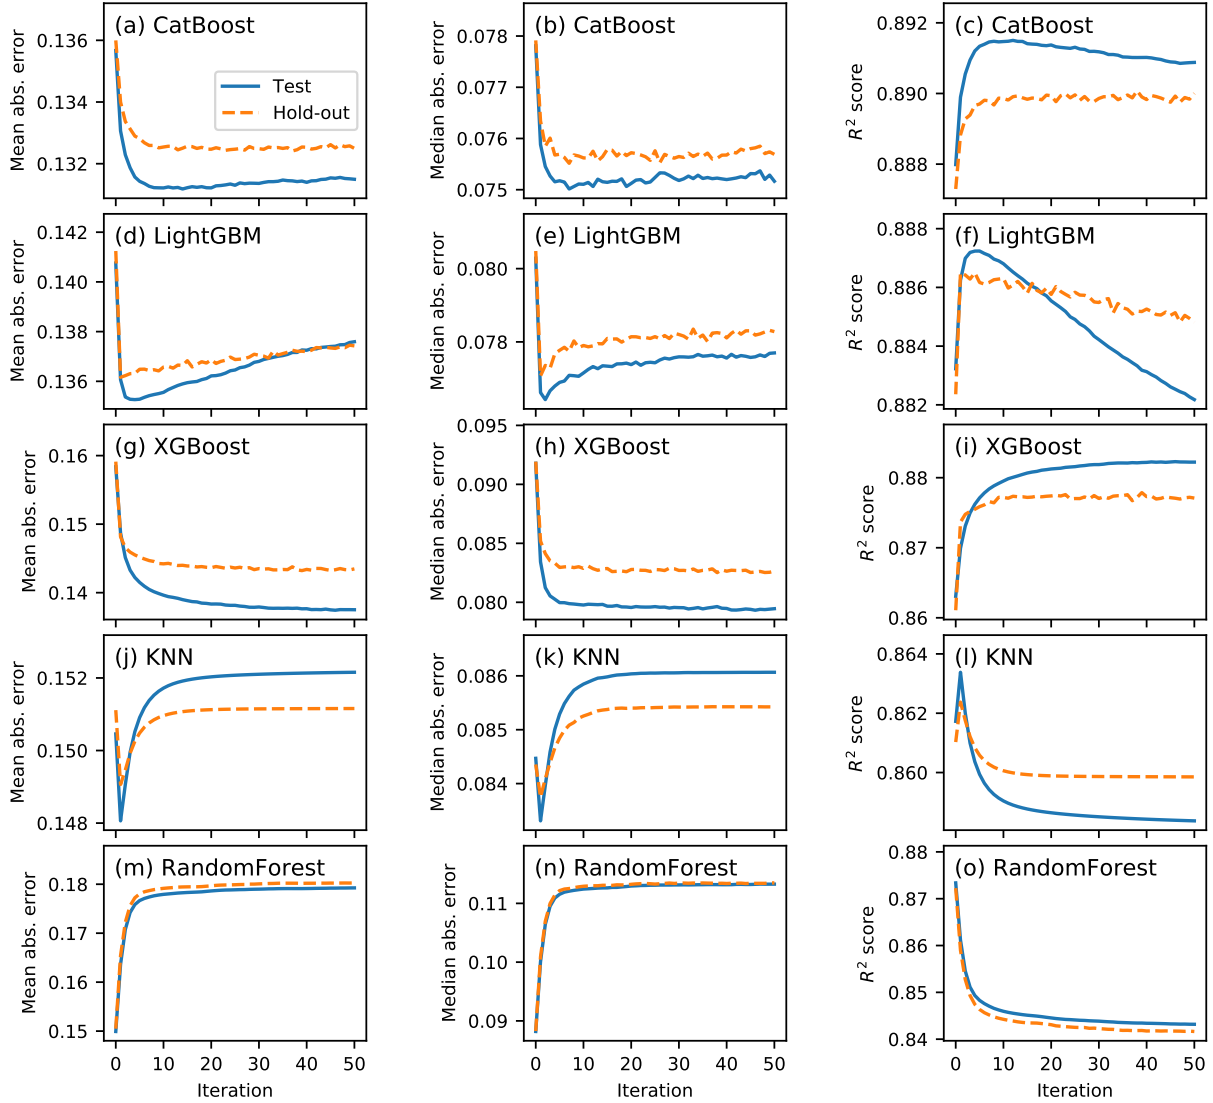 (a) CatBoost
Mean abs. error
0.136
0.134
0.132
Test
Hold-out
(b) CatBoost
Median abs. error
0.078
0.077
0.076
0.075
(c) CatBoost
R² score
0.892
0.890
0.888
(d) LightGBM
Mean abs. error
0.142
0.140
0.138
0.136
(e) LightGBM
Median abs. error
0.080
0.078
(f) LightGBM
R² score
0.888
0.886
0.884
0.882
(g) XGBoost
Mean abs. error
0.16
0.15
0.14
(h) XGBoost
Median abs. error
0.095
0.090
0.085
0.080
(i) XGBoost
R² score
0.88
0.87
0.86
(j) KNN
Mean abs. error
0.152
0.150
0.148
(k) KNN
Median abs. error
0.086
0.085
0.084
(l) KNN
R² score
0.864
0.862
0.860
(m) RandomForest
Mean abs. error
0.18
0.17
0.16
0.15
0 10 20 30 40 50
Iteration
(n) RandomForest
Median abs. error
0.11
0.10
0.09
0 10 20 30 40 50
Iteration
(o) RandomForest
R² score
0.88
0.87
0.86
0.85
0.84
0 10 20 30 40 50
Iteration